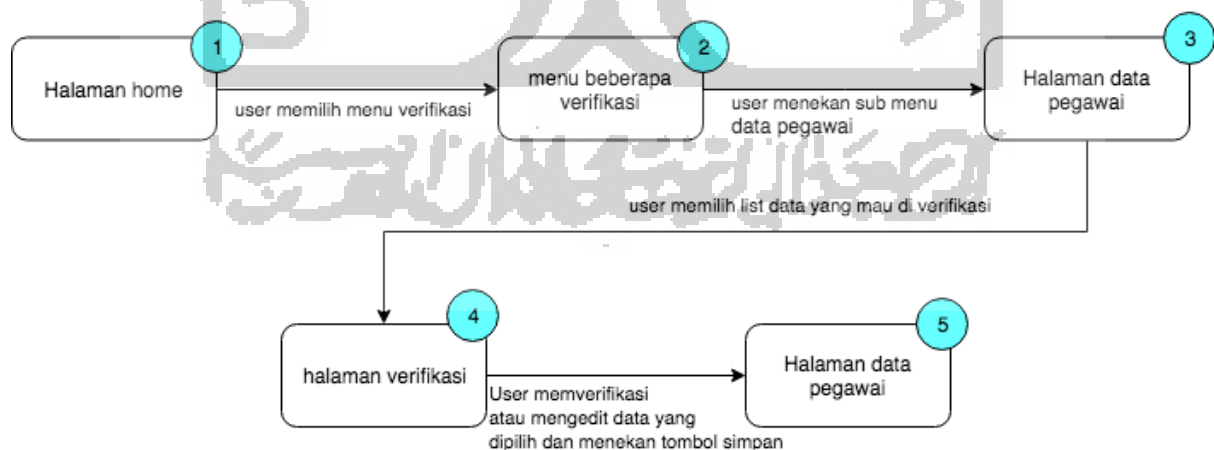 1
Halaman home
user memilih menu verifikasi
2
menu beberapa
verifikasi
user menekan sub menu
data pegawai
3
Halaman data
pegawai
user memilih list data yang mau di verifikasi
4
halaman verifikasi
User memverifikasi
atau mengedit data yang
dipilih dan menekan tombol simpan
5
Halaman data
pegawai